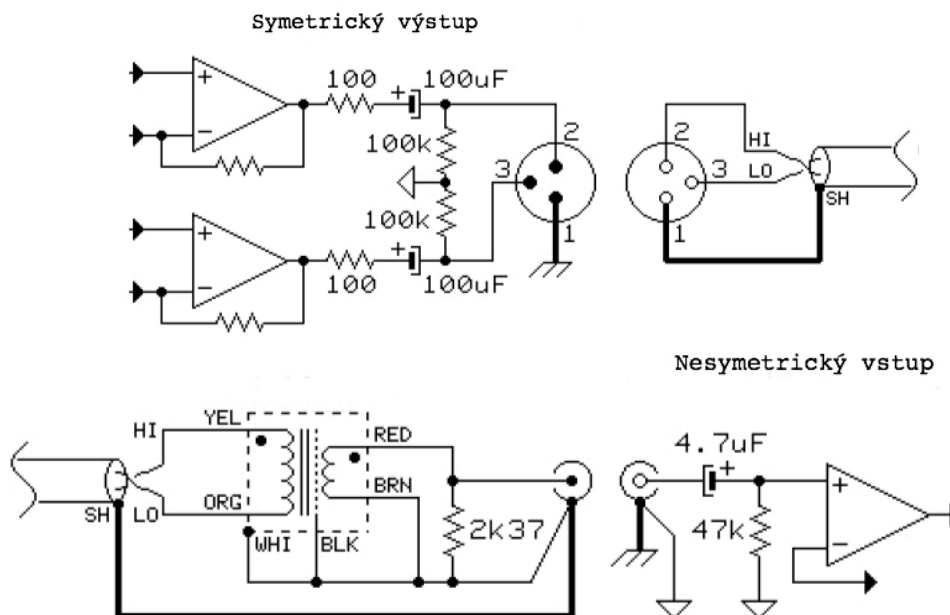 Symetrický výstup
+
−
100
+
100uF
100k
100k
3
2
1
+
−
100
+
100uF
2
3
1
HI
LO
SH
Nesymetrický vstup
HI
SH
LO
YEL
ORG
WHI
BLK
RED
BRN
2k37
4.7uF
+
47k
+
−